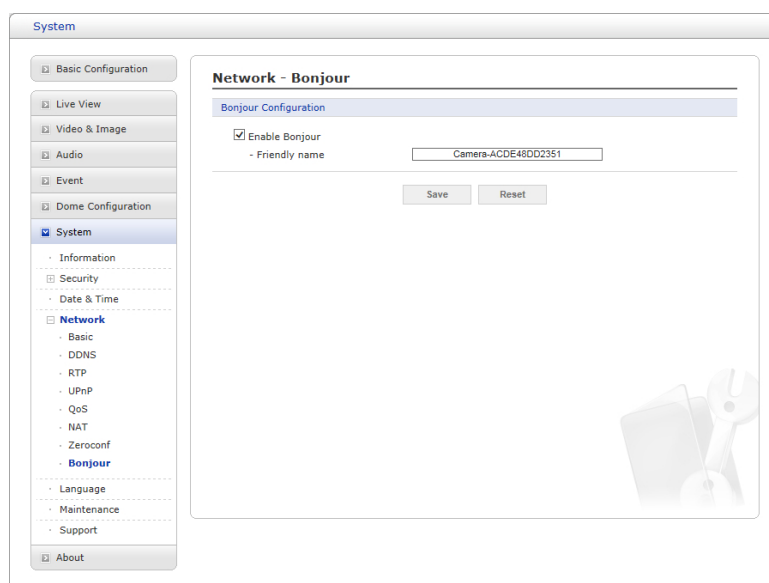 System
Basic Configuration
Live View
Video & Image
Audio
Event
Dome Configuration
System
Information
Security
Date & Time
Network
Basic
DDNS
RTP
UPnP
QoS
NAT
Zeroconf
Bonjour
Language
Maintenance
Support
About
Network - Bonjour
Bonjour Configuration
Enable Bonjour
- Friendly name Camera-ACDE48DD2351
Save Reset